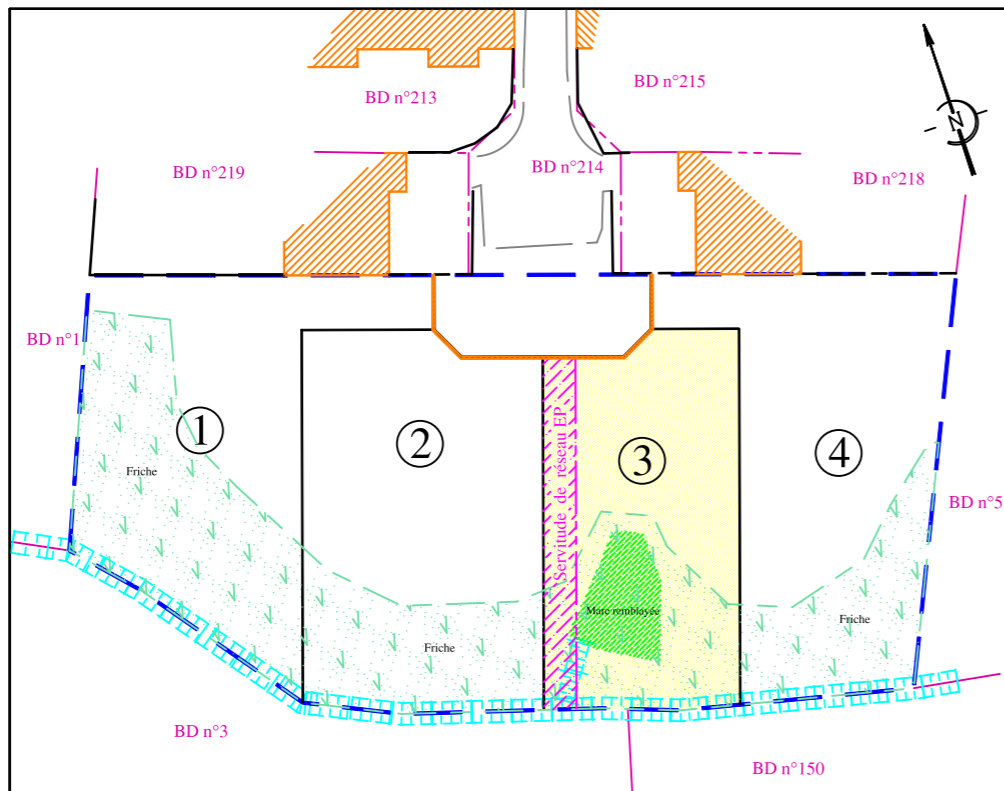 BD n°213
BD n°215
N
BD n°219
BD n°214
BD n°218
BD n°1
1
2
3
4
Friche
Servitude de réseau EP
BD n°5
Mare remblayée
Friche
Friche
BD n°3
BD n°150